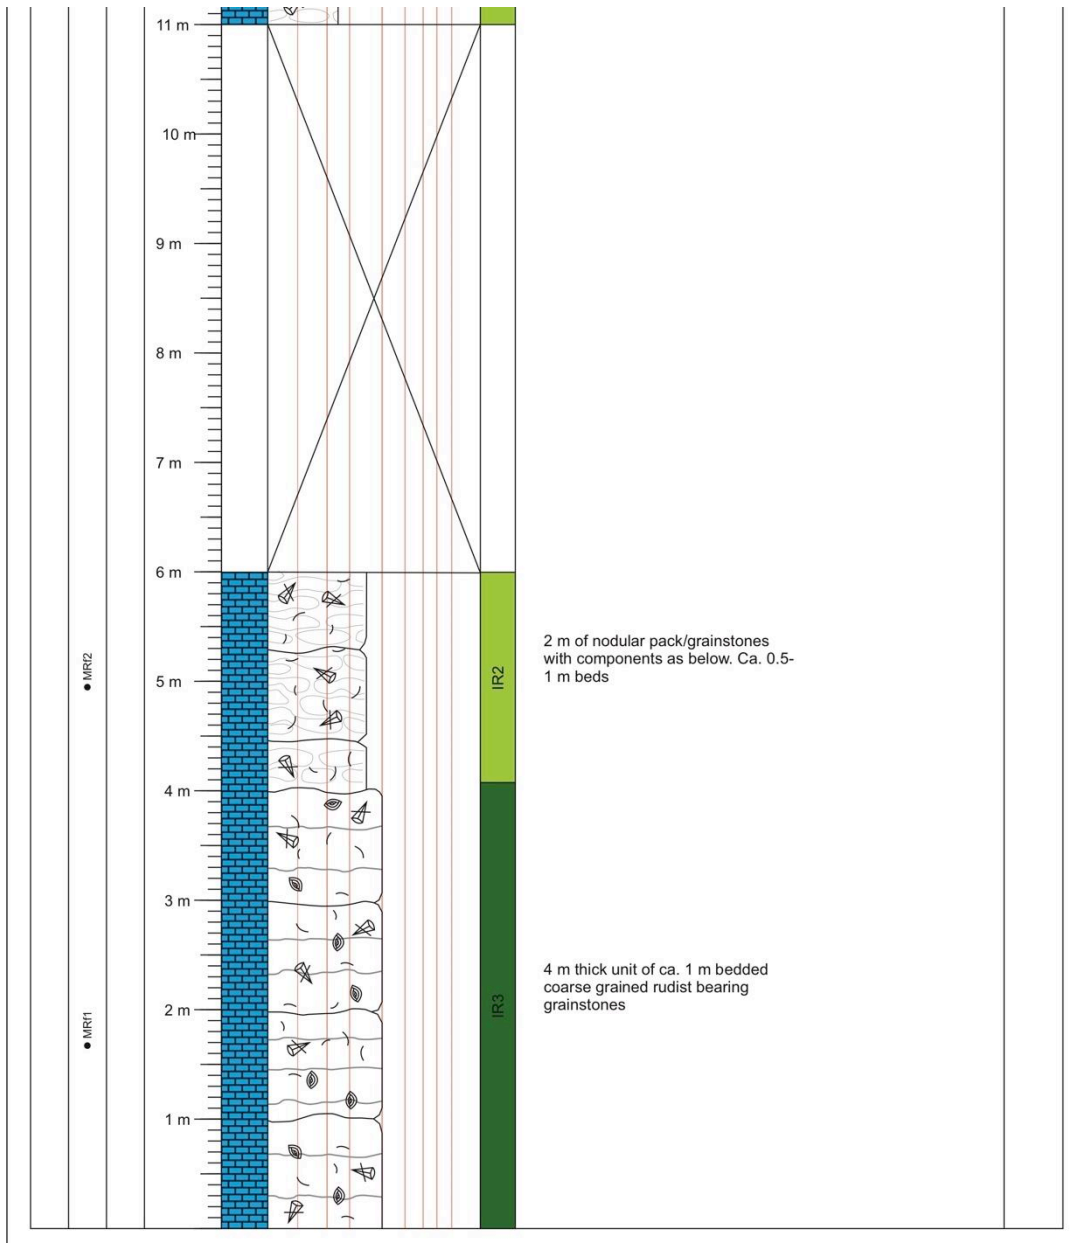 11 m
10 m
9 m
8 m
7 m
6 m
2 m of nodular pack/grainstones
with components as below. Ca. 0.5-
1 m beds
MRf2
IR2
5 m
4 m
3 m
4 m thick unit of ca. 1 m bedded
coarse grained rudist bearing
grainstones
MRf1
IR3
2 m
1 m